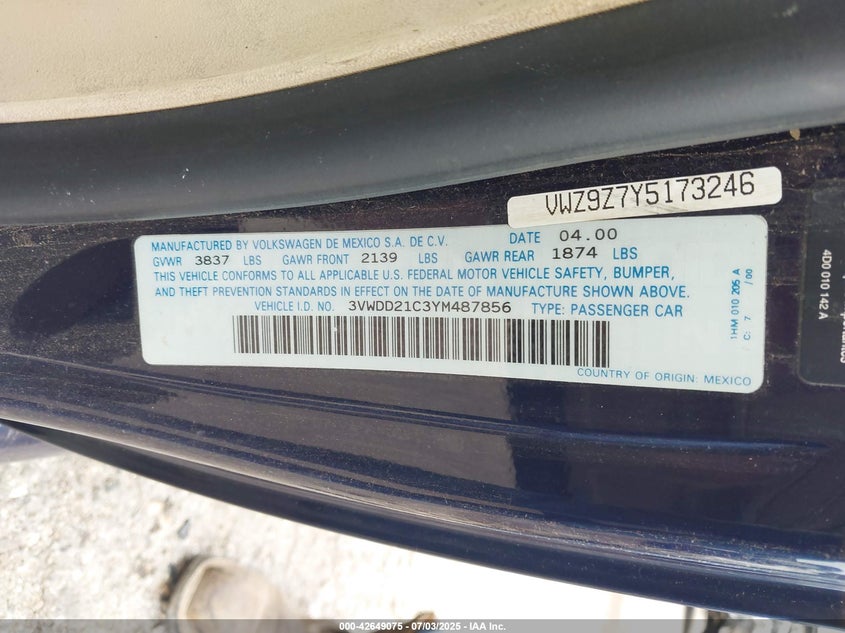 VWZ9Z7Y5173246
MANUFACTURED BY VOLKSWAGEN DE MEXICO S.A. DE C.V. DATE 04.00
GVWR 3837 LBS GAWR FRONT 2139 LBS GAWR REAR 1874 LBS
THIS VEHICLE CONFORMS TO ALL APPLICABLE U.S. FEDERAL MOTOR VEHICLE SAFETY, BUMPER,
AND THEFT PREVENTION STANDARDS IN EFFECT ON THE DATE OF MANUFACTURE SHOWN ABOVE.
VEHICLE I.D. NO. 3VWDD21C3YM487856 TYPE: PASSENGER CAR
COUNTRY OF ORIGIN: MEXICO
1HM 010 205 A
C: 7 / 00
4D0 010 142 A
000-42649075 - 07/03/2025 - IAA Inc.